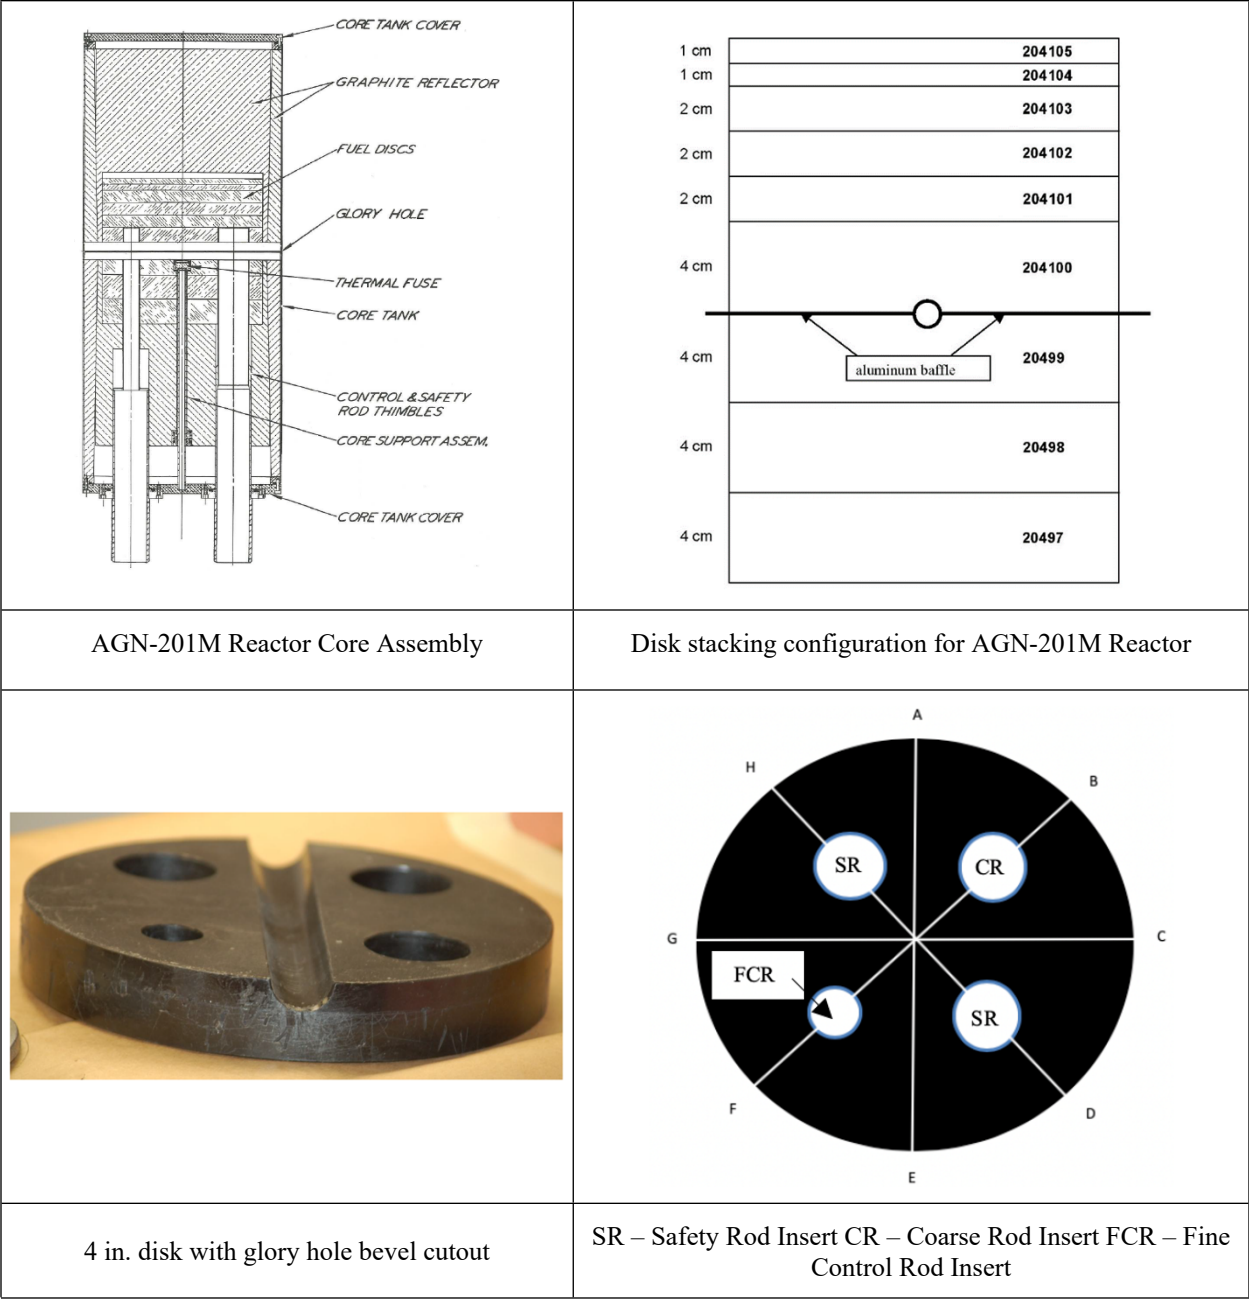 CORE TANK COVER
GRAPHITE REFLECTOR
FUEL DISCS
GLORY HOLE
THERMAL FUSE
CORE TANK
CONTROL & SAFETY
ROD THIMBLES
CORE SUPPORT ASSEM.
CORE TANK COVER
1 cm 204105
1 cm 204104
2 cm 204103
2 cm 204102
2 cm 204101
4 cm 204100
aluminum baffle
4 cm 20499
4 cm 20498
4 cm 20497
AGN-201M Reactor Core Assembly
Disk stacking configuration for AGN-201M Reactor
A
H
B
SR
CR
G
C
FCR
SR
F
D
E
4 in. disk with glory hole bevel cutout
SR – Safety Rod Insert CR – Coarse Rod Insert FCR – Fine
Control Rod Insert